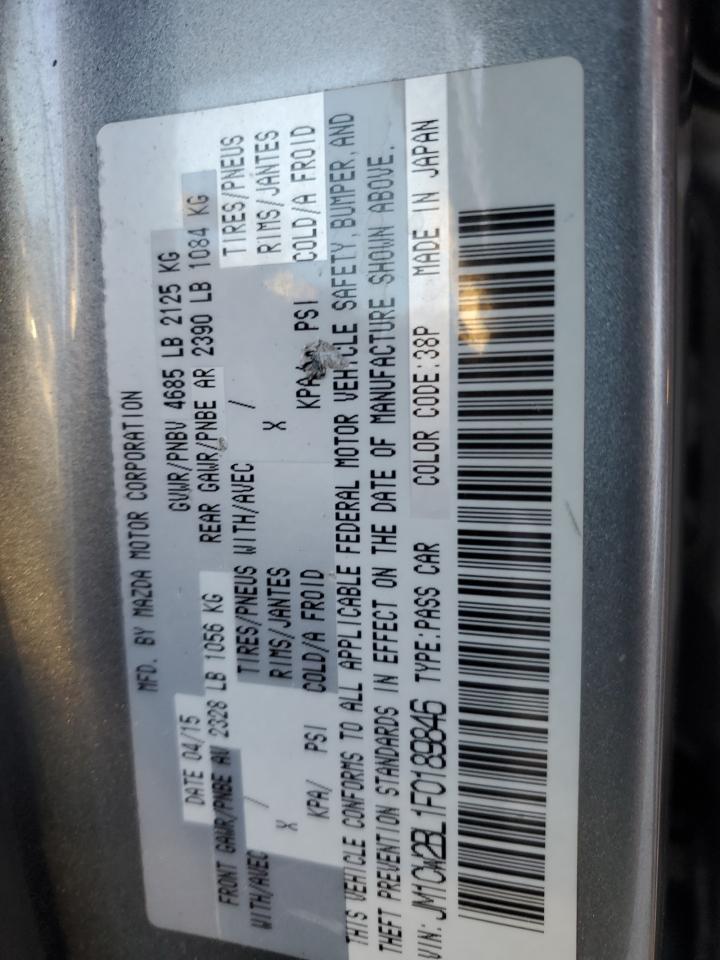 MFD. BY MAZDA MOTOR CORPORATION
DATE 04/15 GVWR/PNBV 4685 LB 2125 KG
FRONT GAWR/PNBE AV 2328 LB 1056 KG REAR GAWR/PNBE AR 2390 LB 1084 KG
WITH/AVEC / TIRES/PNEUS WITH/AVEC / TIRES/PNEUS
X RIMS/JANTES X RIMS/JANTES
KPA/ PSI COLD/A FROID KPA/ PSI COLD/A FROID
THIS VEHICLE CONFORMS TO ALL APPLICABLE FEDERAL MOTOR VEHICLE SAFETY, BUMPER, AND
THEFT PREVENTION STANDARDS IN EFFECT ON THE DATE OF MANUFACTURE SHOWN ABOVE.
VIN: JM1CW2BL1F0189846 TYPE:PASS CAR COLOR CODE:38P MADE IN JAPAN